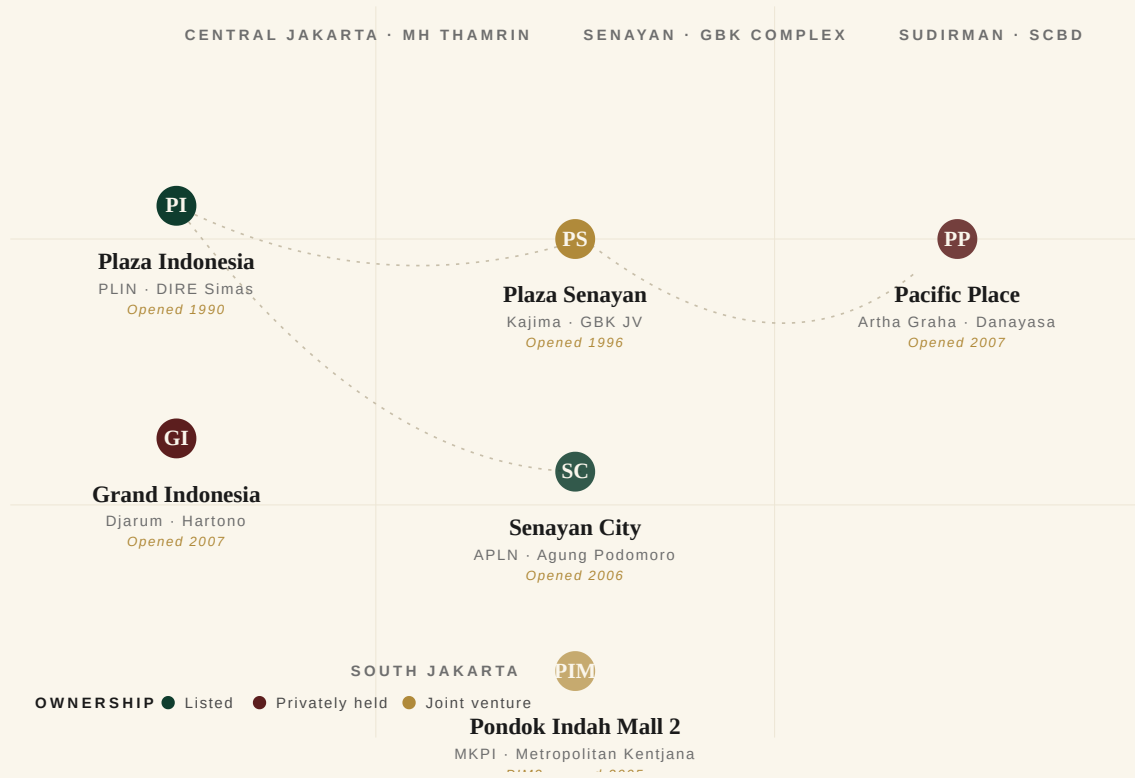 CENTRAL JAKARTA · MH THAMRIN
SENAYAN · GBK COMPLEX
SUDIRMAN · SCBD
PI
Plaza Indonesia
PLIN · DIRE Simas
Opened 1990
PS
Plaza Senayan
Kajima · GBK JV
Opened 1996
PP
Pacific Place
Artha Graha · Danayasa
Opened 2007
GI
Grand Indonesia
Djarum · Hartono
Opened 2007
SC
Senayan City
APLN · Agung Podomoro
Opened 2006
SOUTH JAKARTA
PIM
OWNERSHIP Listed Privately held Joint venture
Pondok Indah Mall 2
MKPI · Metropolitan Kentjana